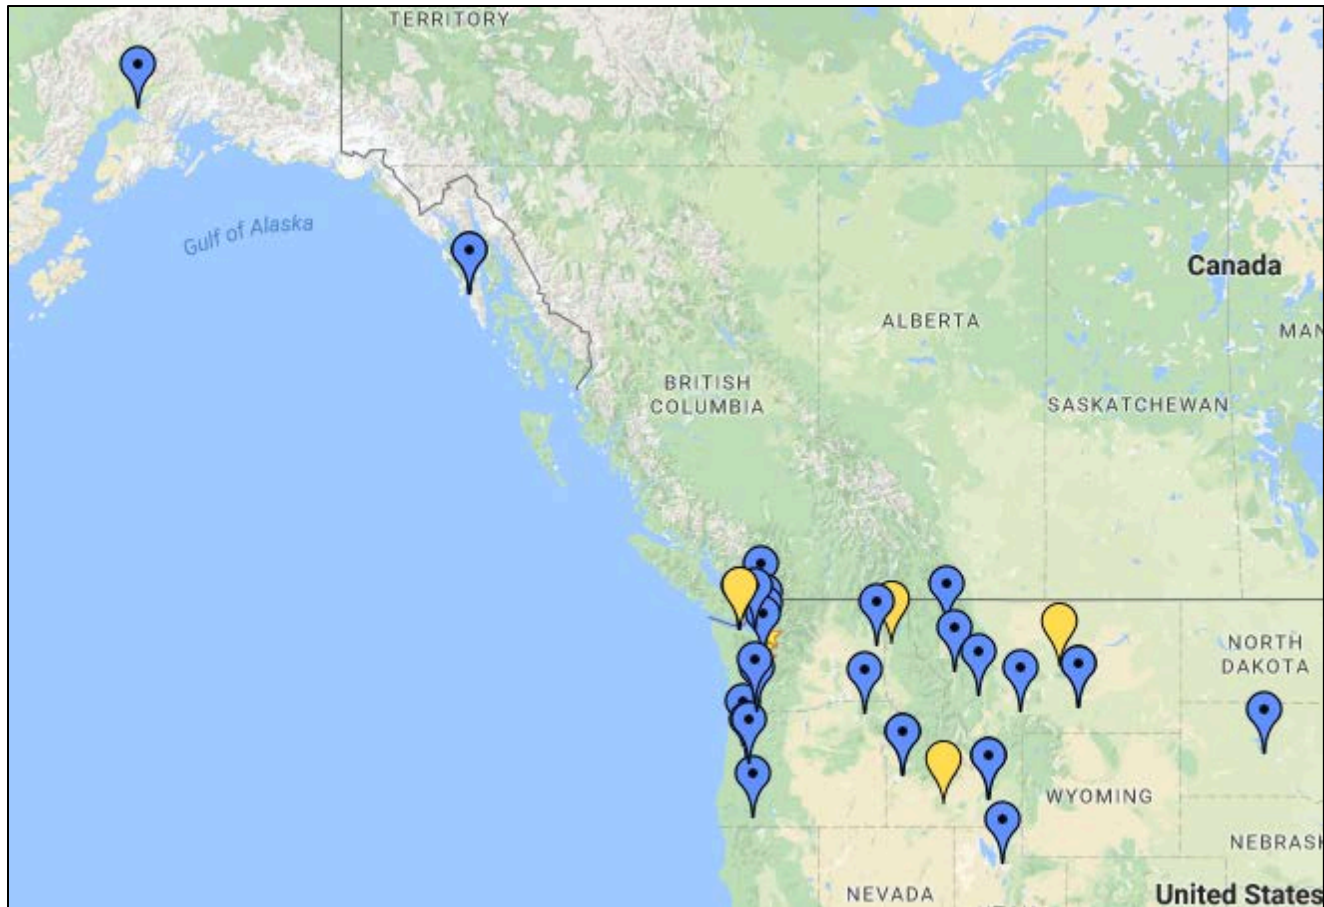 TERRITORY
Gulf of Alaska
Canada
ALBERTA
MAN
BRITISH
COLUMBIA
SASKATCHEWAN
NORTH
DAKOTA
WYOMING
NEBRASK
NEVADA
United States